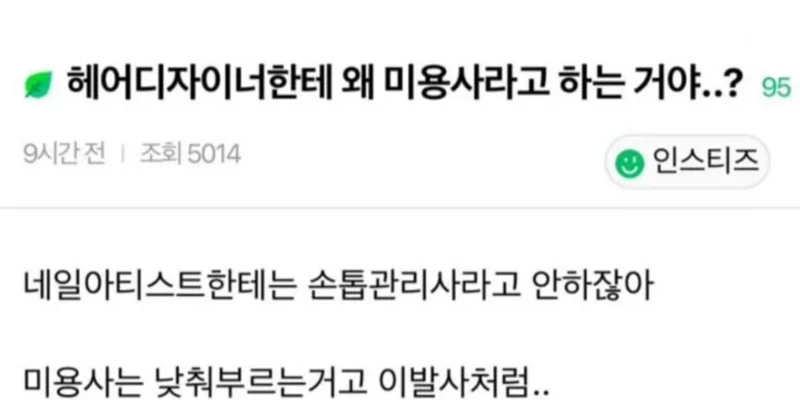 헤어디자이너한테 왜 미용사라고 하는 거야..? 95
9시간 전 | 조회 5014
인스티즈
네일아티스트한테는 손톱관리사라고 안하잖아
미용사는 낮춰부르는거고 이발사처럼..